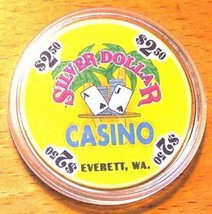 $2.50
$2.50
SILVER DOLLAR
A J
CASINO
EVERETT, WA.
$2.50
$2.50